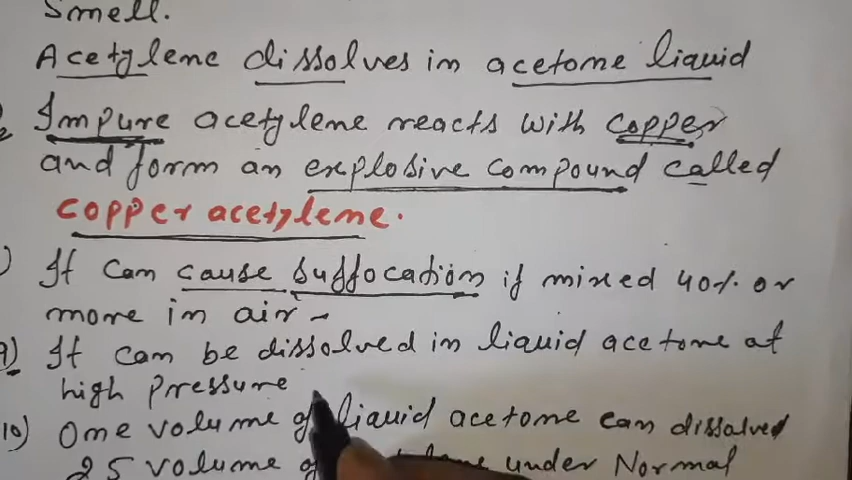 Smell.
Acetylene dissolves in acetone liquid
Impure acetylene reacts with copper
and form an explosive compound called
copper acetylene.
It can cause suffocation if mixed 40% or
more in air -
9) It can be dissolved in liquid acetone at
high pressure
10) One volume of liquid acetone can dissolved
25 volume under Normal